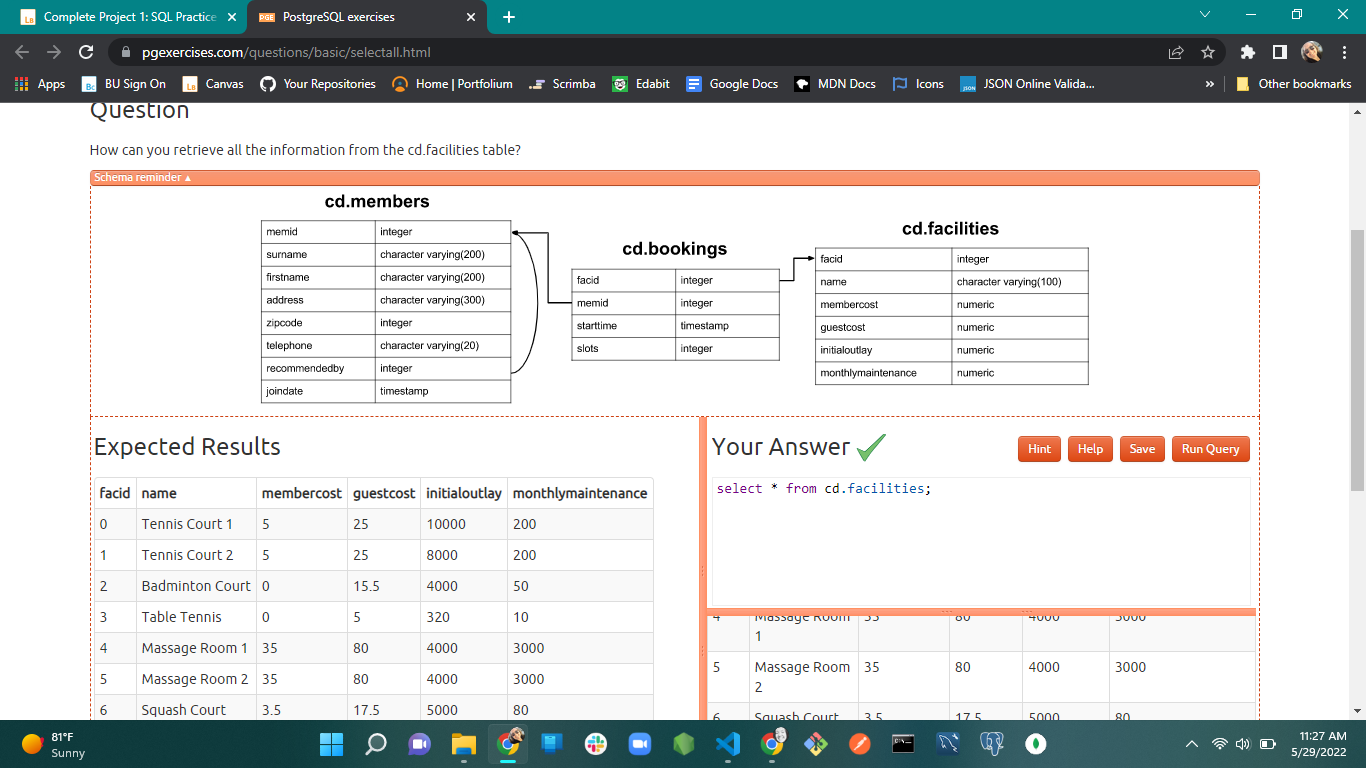 Complete Project 1: SQL Practice
PostgreSQL exercises
pgexercises.com/questions/basic/selectall.html
Apps BU Sign On Canvas Your Repositories Home | Portfolium Scrimba Edabit Google Docs MDN Docs Icons JSON Online Valida... » Other bookmarks
Question
How can you retrieve all the information from the cd.facilities table?
Schema reminder ▴
cd.members
memid integer
surname character varying(200)
firstname character varying(200)
address character varying(300)
zipcode integer
telephone character varying(20)
recommendedby integer
joindate timestamp
cd.bookings
facid integer
memid integer
starttime timestamp
slots integer
cd.facilities
facid integer
name character varying(100)
membercost numeric
guestcost numeric
initialoutlay numeric
monthlymaintenance numeric
Expected Results
facid name membercost guestcost initialoutlay monthlymaintenance
0 Tennis Court 1 5 25 10000 200
1 Tennis Court 2 5 25 8000 200
2 Badminton Court 0 15.5 4000 50
3 Table Tennis 0 5 320 10
4 Massage Room 1 35 80 4000 3000
5 Massage Room 2 35 80 4000 3000
6 Squash Court 3.5 17.5 5000 80
Your Answer
Hint Help Save Run Query
select * from cd.facilities;
4 Massage Room 35 80 4000 3000
1
5 Massage Room 35 80 4000 3000
2
6 Squash Court 3.5 17.5 5000 80
81°F
Sunny
11:27 AM
5/29/2022